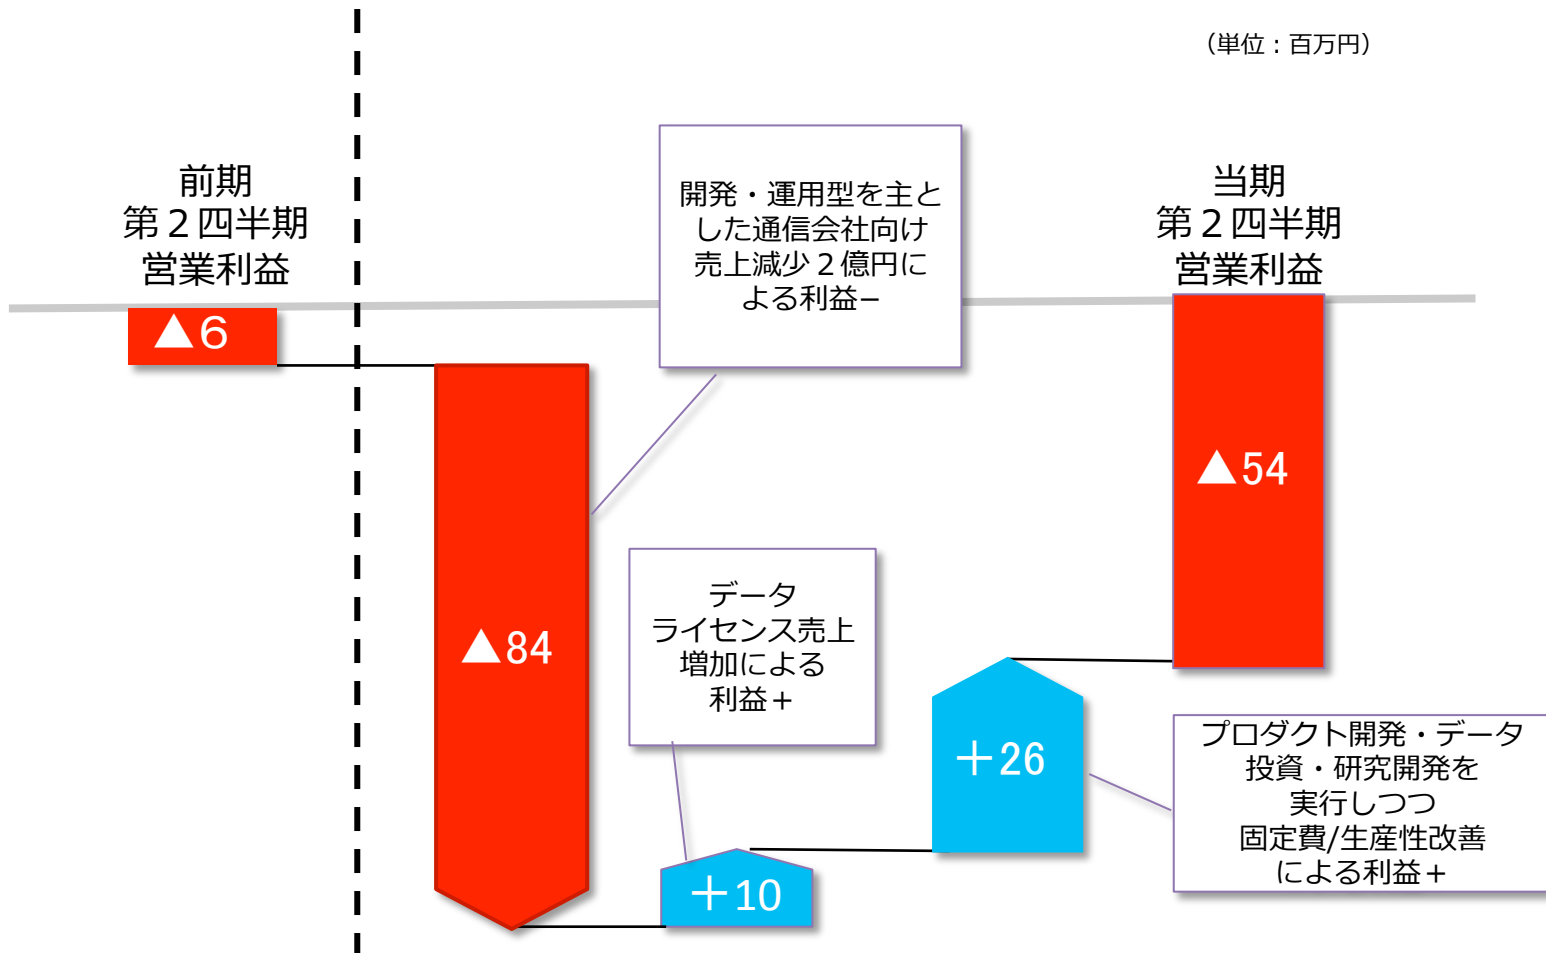 （単位：百万円）
前期
第２四半期
営業利益
▲6
開発・運用型を主と
した通信会社向け
売上減少２億円に
よる利益−
▲84
データ
ライセンス売上
増加による
利益＋
＋10
＋26
プロダクト開発・データ
投資・研究開発を
実行しつつ
固定費/生産性改善
による利益＋
当期
第２四半期
営業利益
▲54